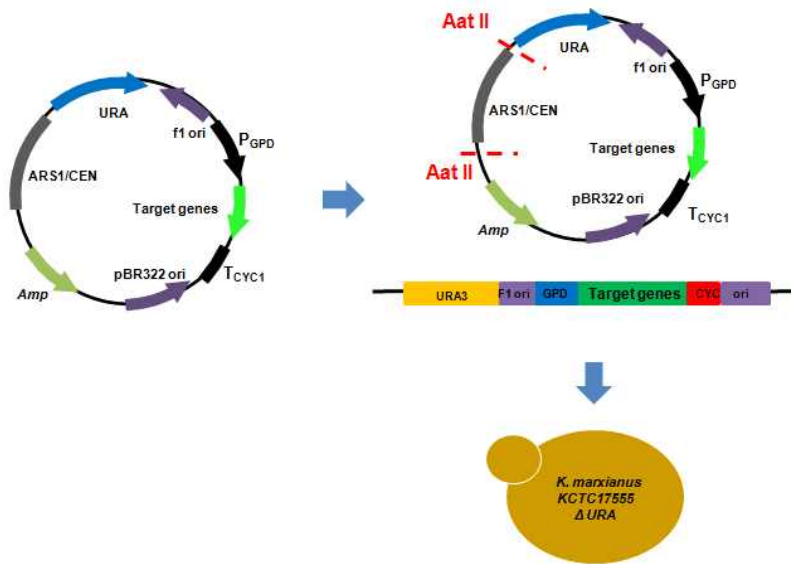 URA
f1 ori
PGPD
ARS1/CEN
Target genes
pBR322 ori
TCYC1
Amp
Aat II
URA
f1 ori
PGPD
ARS1/CEN
Target genes
Aat II
pBR322 ori
TCYC1
Amp
URA3 F1 ori GPD Target genes CYC ori
K. marxianus
KCTC17555
Δ URA